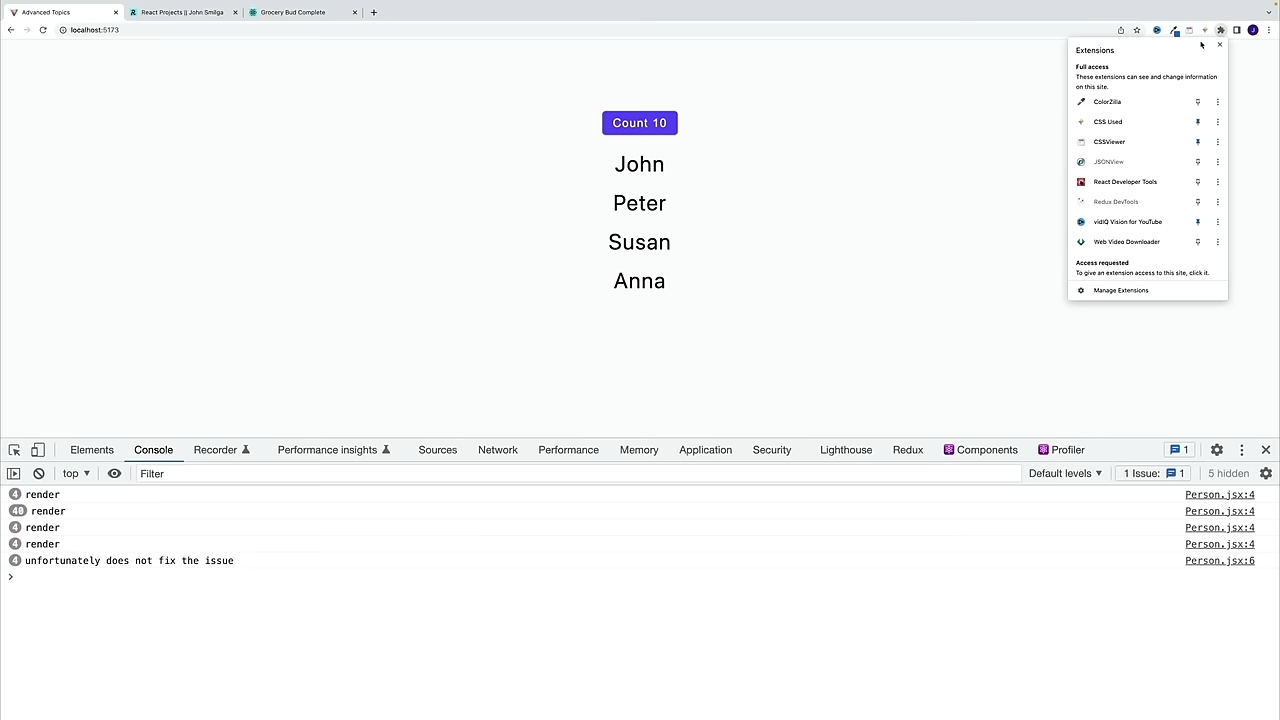 Advanced Topics
React Projects || John Smilga
Grocery Bud Complete
localhost:5173
J
Extensions
Full access
These extensions can see and change information
on this site.
ColorZilla
CSS Used
CSSViewer
JSONView
React Developer Tools
Redux DevTools
vidIQ Vision for YouTube
Web Video Downloader
Access requested
To give an extension access to this site, click it.
Manage Extensions
Count 10
John
Peter
Susan
Anna
Elements Console Recorder Performance insights Sources Network Performance Memory Application Security Lighthouse Redux Components Profiler 1
top Filter Default levels 1 Issue: 1 5 hidden
4 render Person.jsx:4
40 render Person.jsx:4
4 render Person.jsx:4
4 render Person.jsx:4
4 unfortunately does not fix the issue Person.jsx:6
>